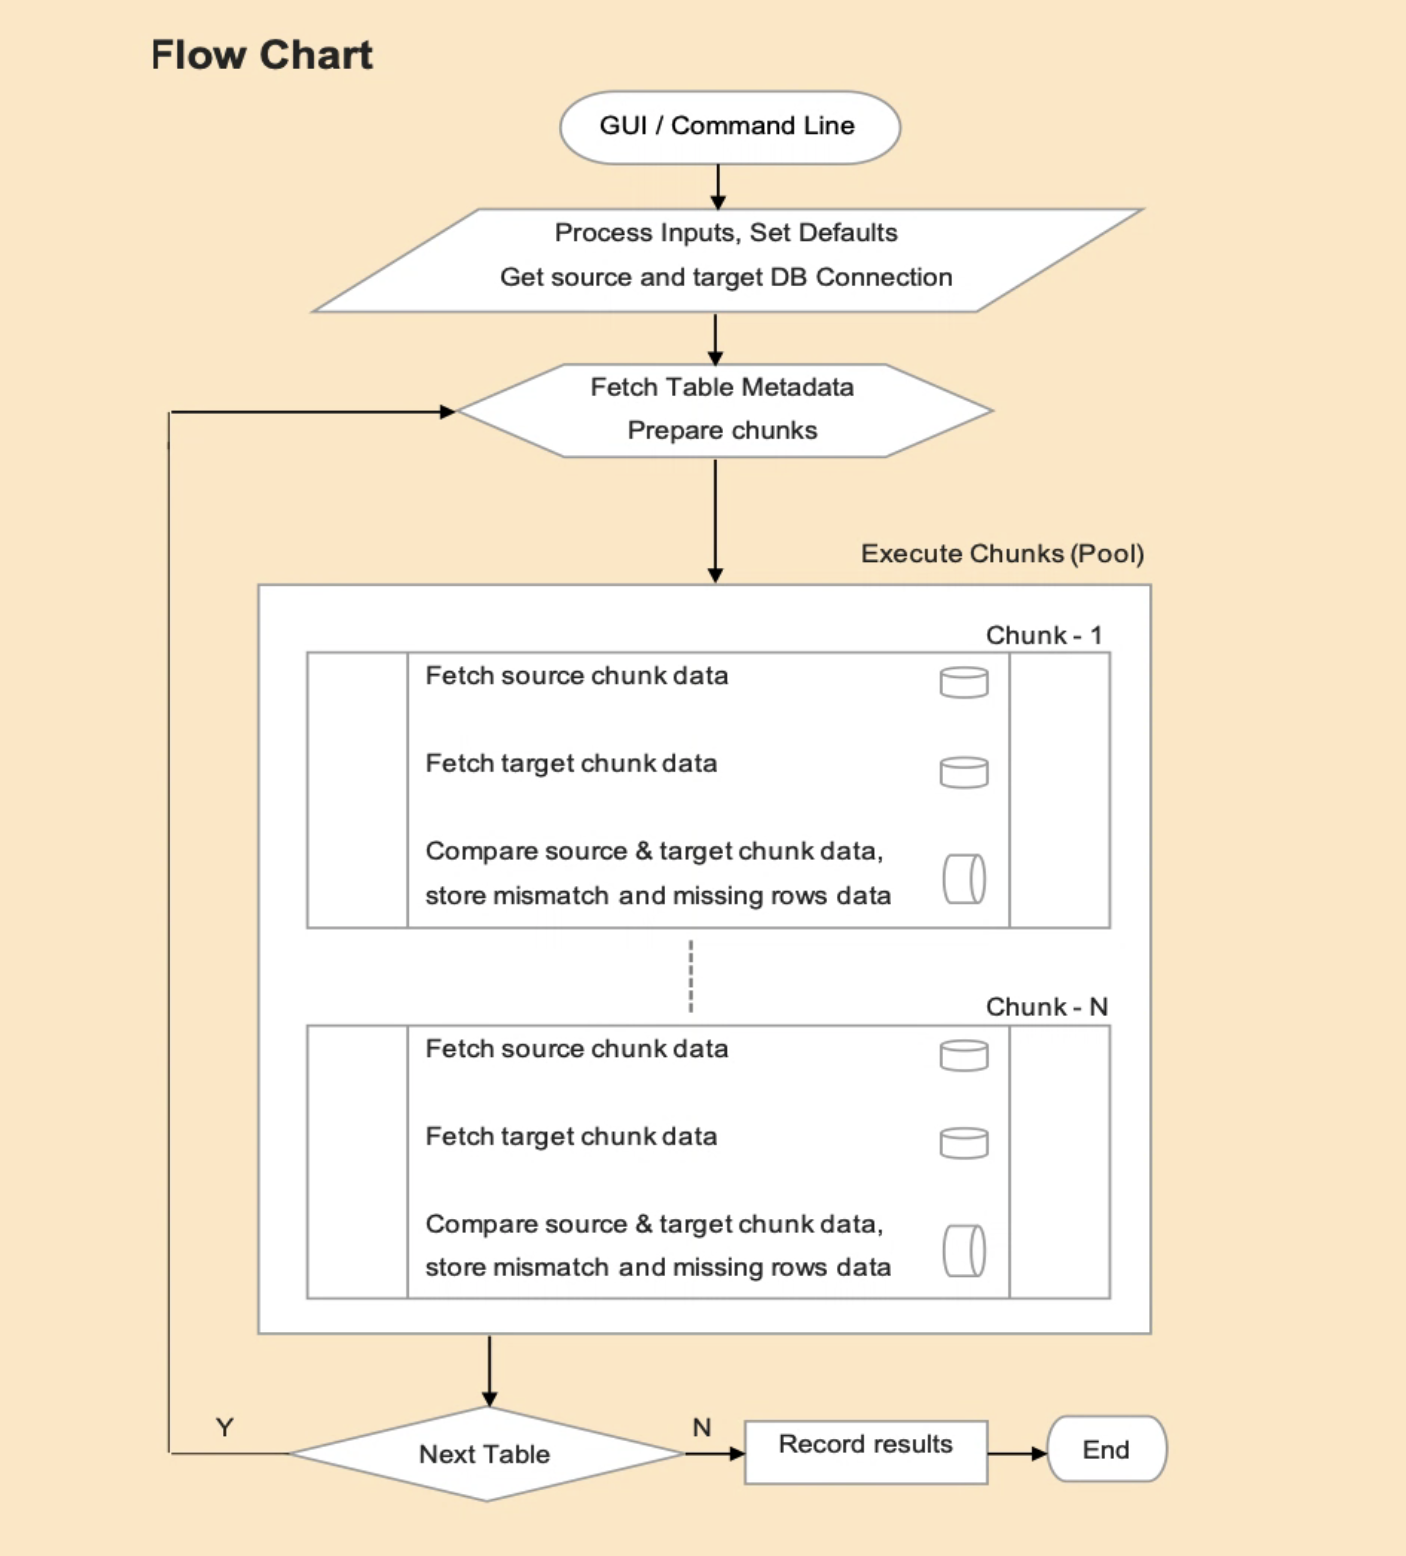 Flow Chart
GUI / Command Line
Process Inputs, Set Defaults
Get source and target DB Connection
Fetch Table Metadata
Prepare chunks
Execute Chunks (Pool)
Chunk - 1
Fetch source chunk data
Fetch target chunk data
Compare source & target chunk data,
store mismatch and missing rows data
Chunk - N
Fetch source chunk data
Fetch target chunk data
Compare source & target chunk data,
store mismatch and missing rows data
Y
Next Table
N
Record results
End